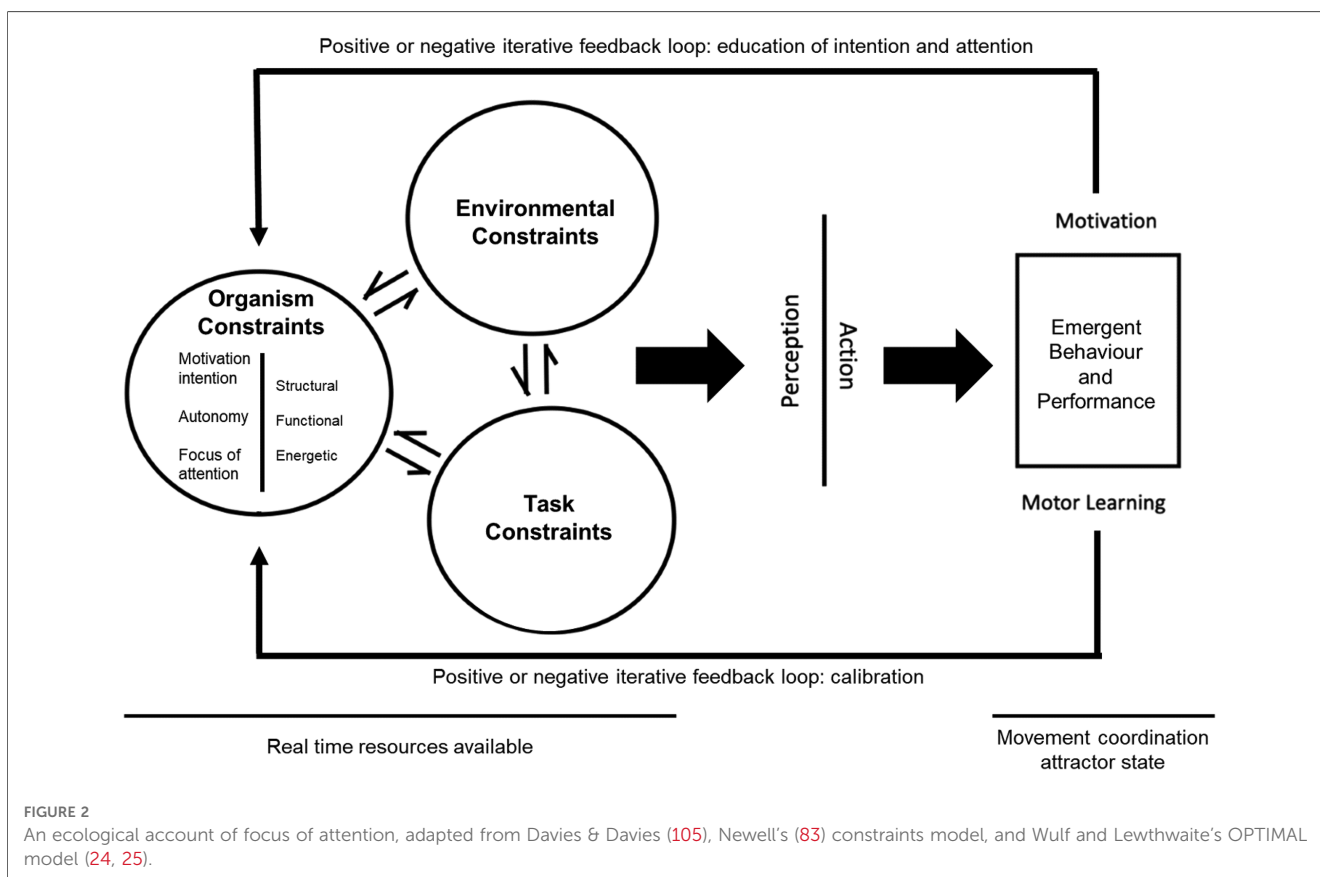 Positive or negative iterative feedback loop: education of intention and attention
Environmental
Constraints
Organism
Constraints
Motivation
intention
Autonomy
Focus of
attention
Structural
Functional
Energetic
Task
Constraints
Perception
Action
Motivation
Emergent
Behaviour
and
Performance
Motor Learning
Positive or negative iterative feedback loop: calibration
Real time resources available
Movement coordination
attractor state
FIGURE 2
An ecological account of focus of attention, adapted from Davies & Davies (105), Newell's (83) constraints model, and Wulf and Lewthwaite's OPTIMAL
model (24, 25).